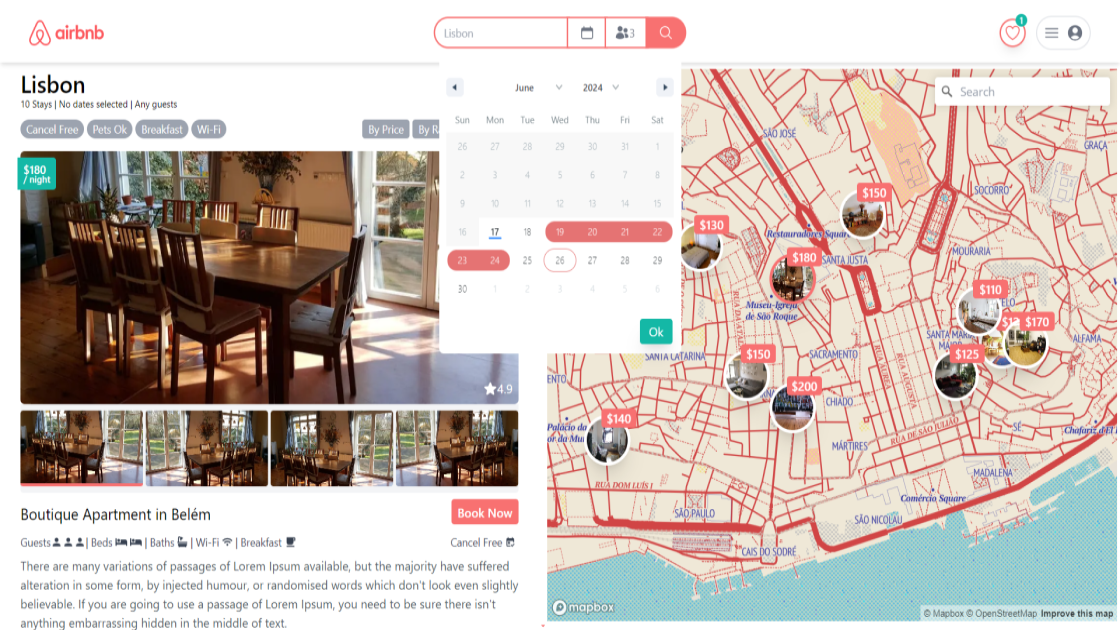 airbnb
Lisbon
3
1
Lisbon
10 Stays | No dates selected | Any guests
Cancel Free
Pets Ok
Breakfast
Wi-Fi
By Price
$180
/ night
4.9
June
2024
Sun Mon Tue Wed Thu Fri Sat
26 27 28 29 30 31 1
2 3 4 5 6 7 8
9 10 11 12 13 14 15
16 17 18 19 20 21 22
23 24 25 26 27 28 29
30 1 2 3 4 5 6
Ok
Boutique Apartment in Belém
Book Now
Guests | Beds | Baths | Wi-Fi | Breakfast
Cancel Free
There are many variations of passages of Lorem Ipsum available, but the majority have suffered
alteration in some form, by injected humour, or randomised words which don't look even slightly
believable. If you are going to use a passage of Lorem Ipsum, you need to be sure there isn't
anything embarrassing hidden in the middle of text.
Search
SÃO JOSÉ
GRAÇA
SOCORRO
$150
$130
Restauradores Square
MOURARIA
$180
SANTA JUSTA
$110
Museu-Igreja
de São Roque
$170
SANTA
ALFAMA
SANTA CATARINA
$150
SACRAMENTO
$125
RUA ÁUREA
RUA AUGUSTA
$200
CHIADO
$140
Palácio do
SÉ
RUA DE SÃO JULIÃO
MÁRTIRES
MADALENA
RUA DOM LUÍS I
Comércio Square
SÃO PAULO
SÃO NICOLAU
CAIS DO SODRÉ
mapbox
© Mapbox © OpenStreetMap Improve this map